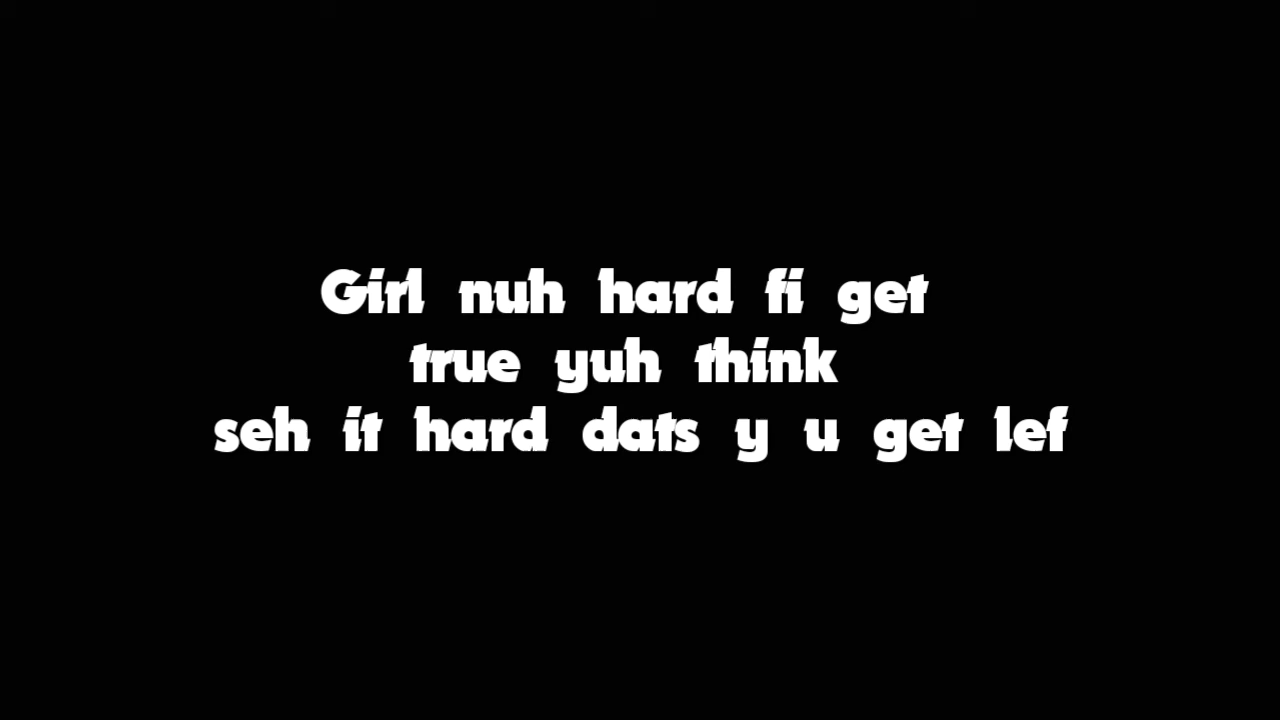 Girl nuh hard fi get
true yuh think
seh it hard dats y u get lef